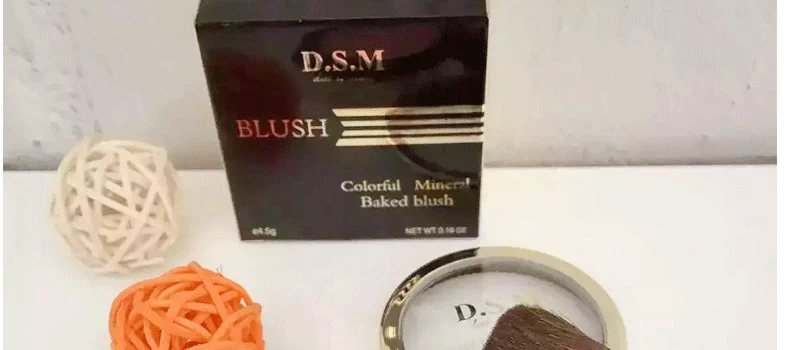 D.S.M
BLUSH
Colorful Mineral
Baked blush
e4.5g
NET WT 0.16 OZ
D.S.M